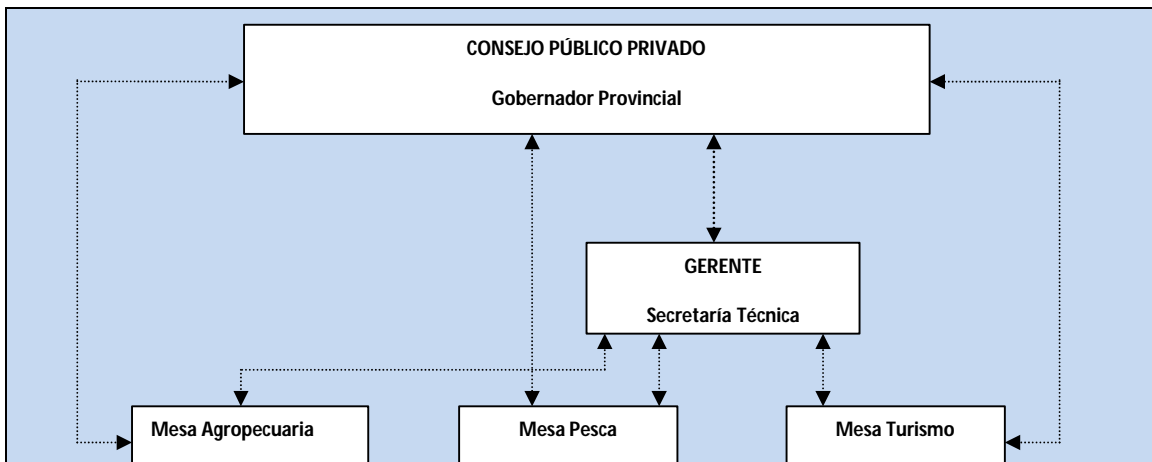 CONSEJO PÚBLICO PRIVADO
Gobernador Provincial
GERENTE
Secretaría Técnica
Mesa Agropecuaria
Mesa Pesca
Mesa Turismo